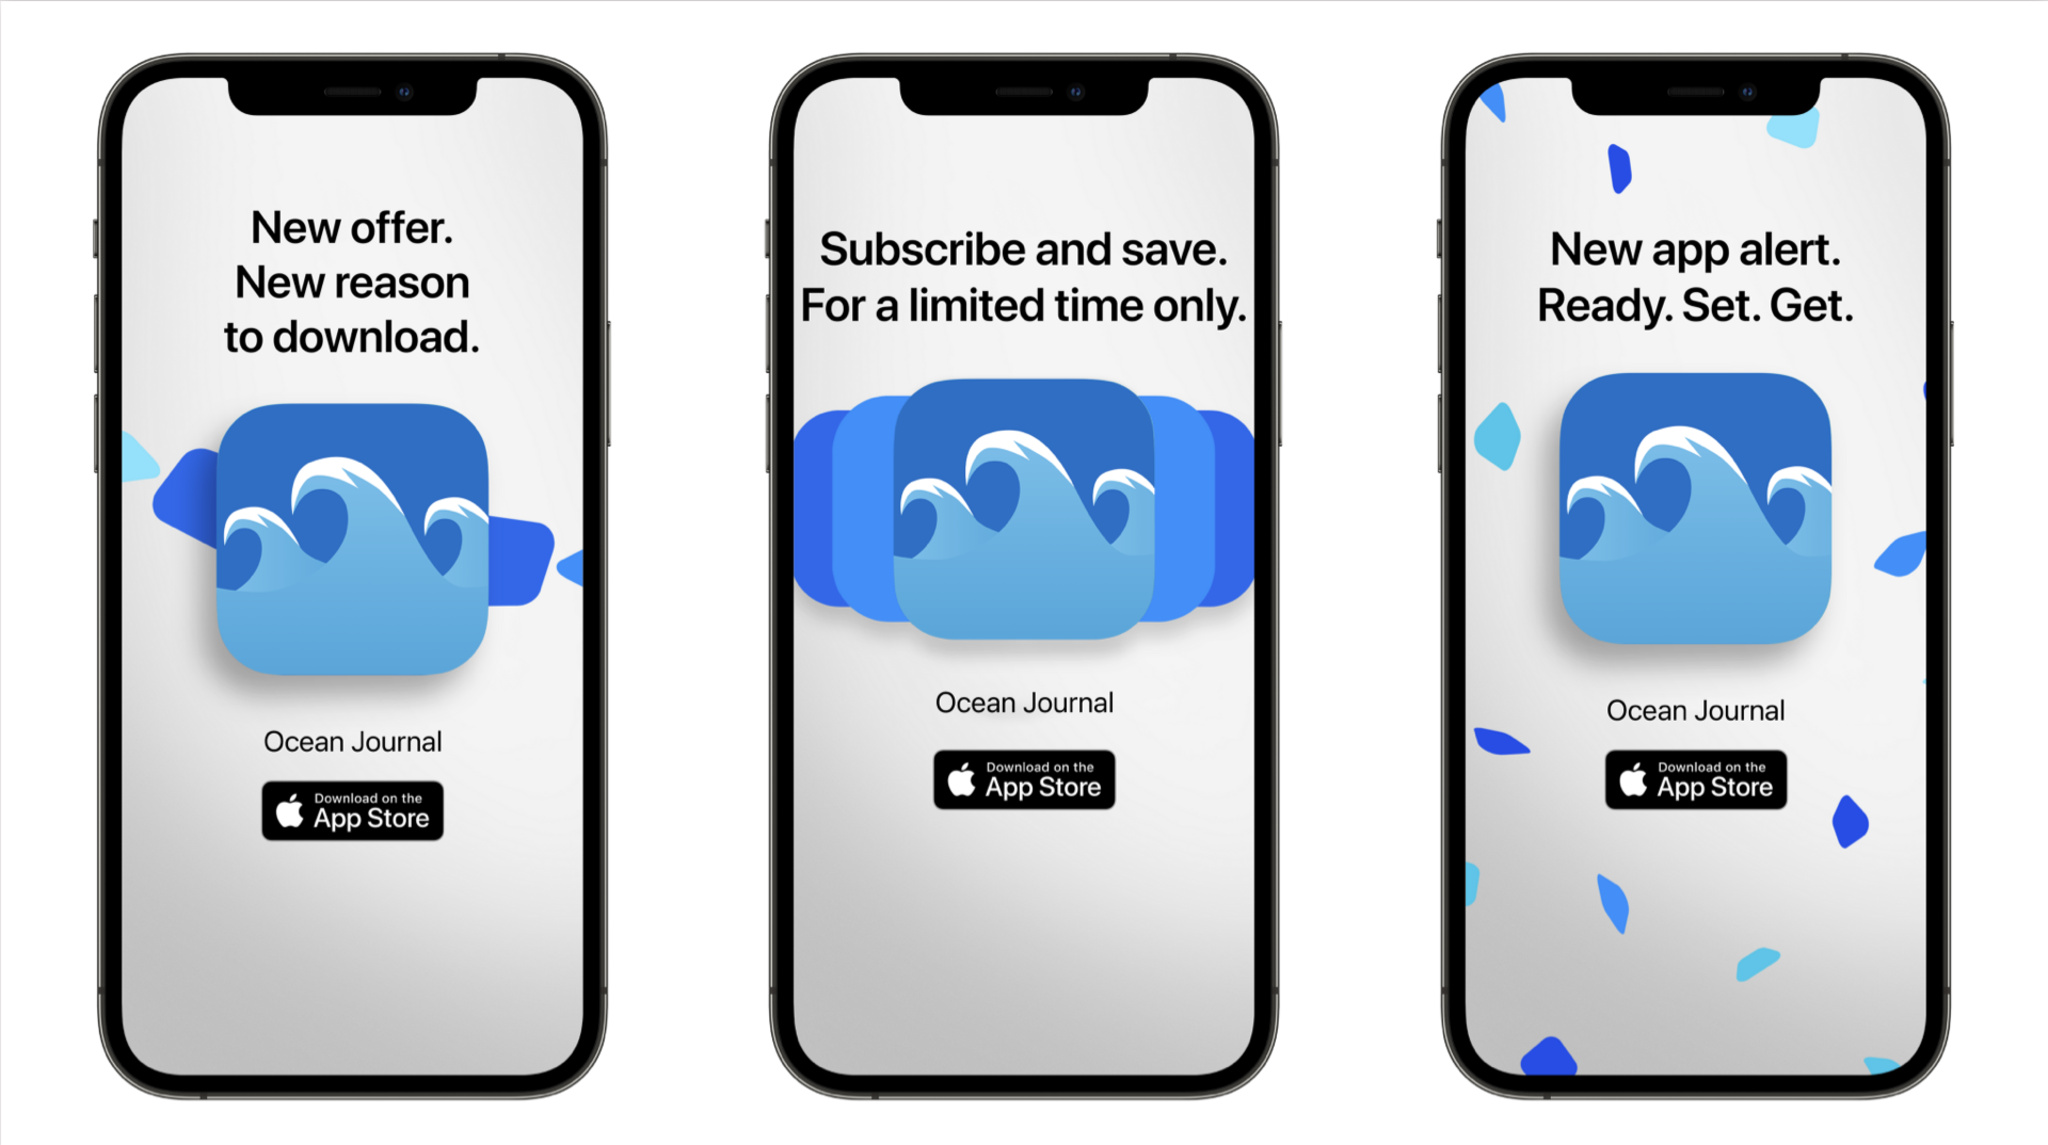 New offer.
New reason
to download.
Ocean Journal
Download on the
App Store
Subscribe and save.
For a limited time only.
Ocean Journal
Download on the
App Store
New app alert.
Ready. Set. Get.
Ocean Journal
Download on the
App Store